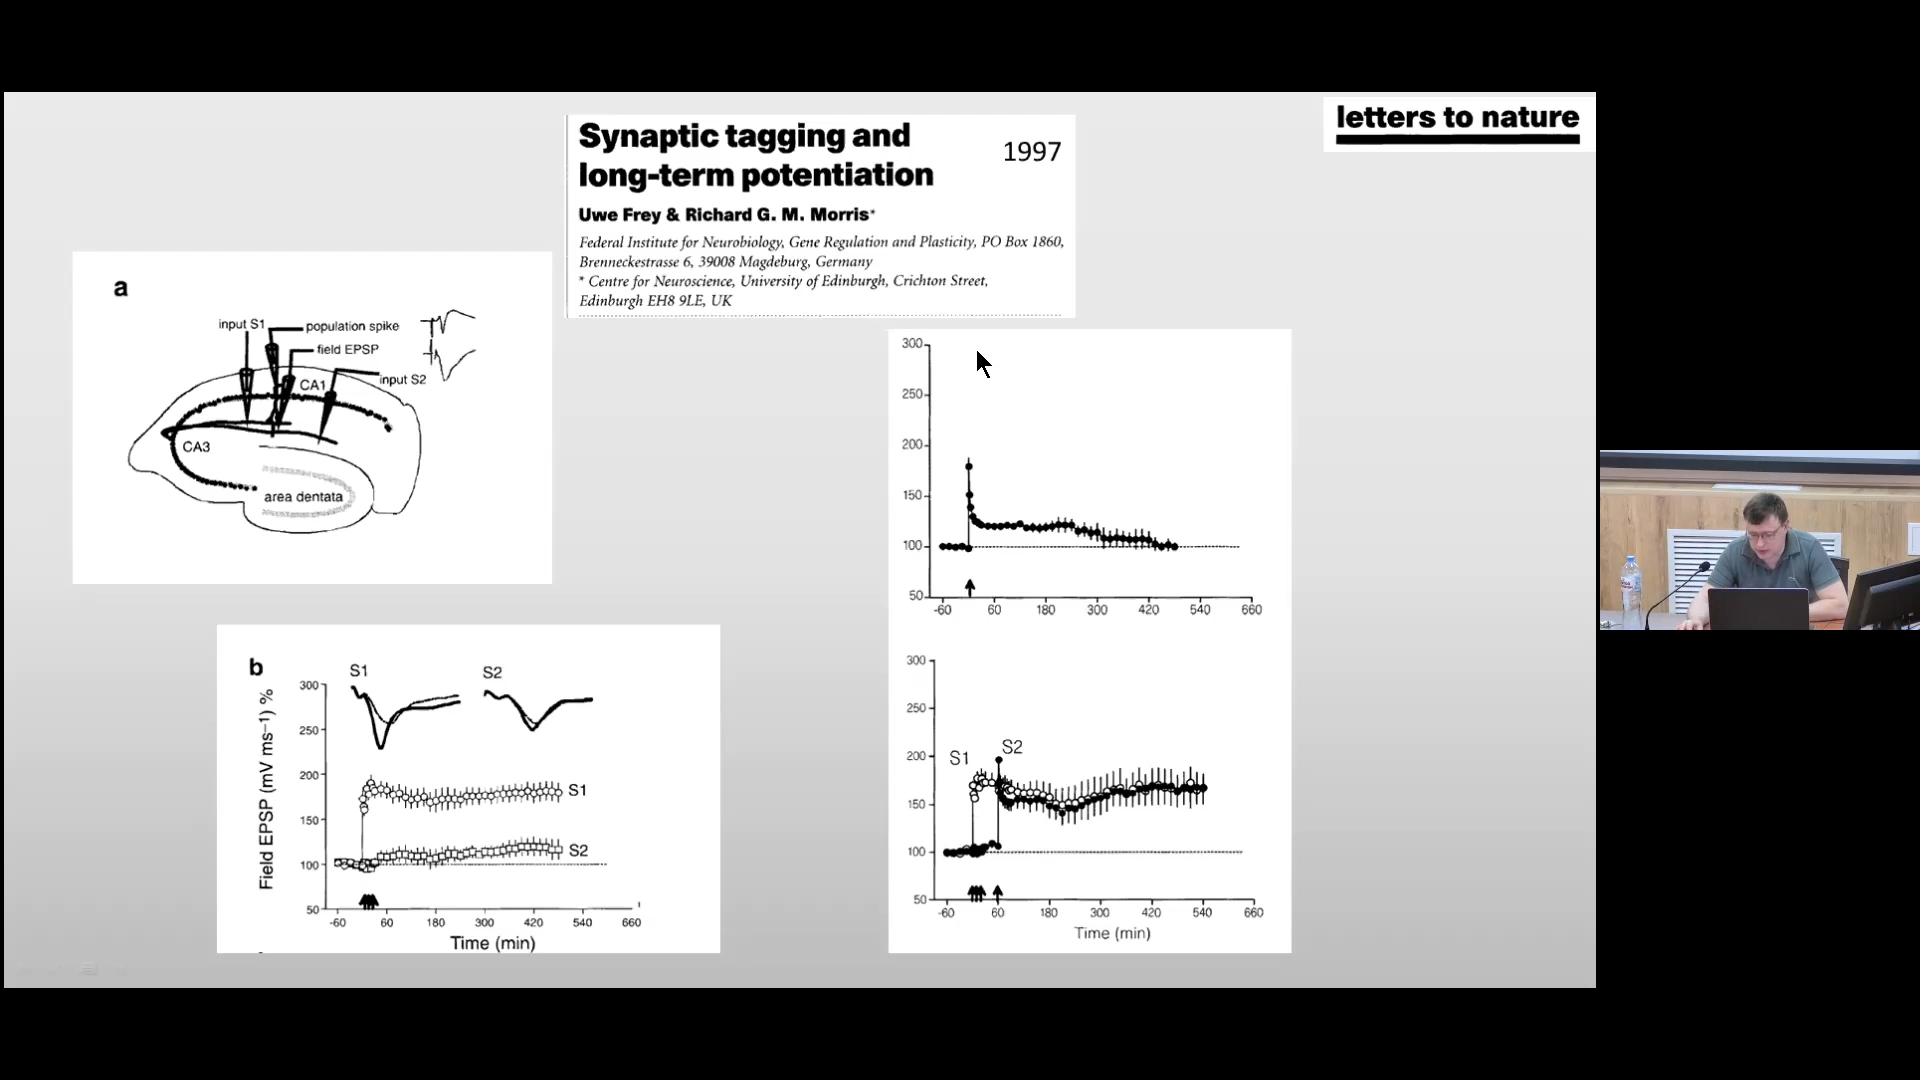 letters to nature
Synaptic tagging and
long-term potentiation
1997
Uwe Frey & Richard G. M. Morris*
Federal Institute for Neurobiology, Gene Regulation and Plasticity, PO Box 1860,
Brenneckestrasse 6, 39008 Magdeburg, Germany
* Centre for Neuroscience, University of Edinburgh, Crichton Street,
Edinburgh EH8 9LE, UK
a
input S1
population spike
field EPSP
input S2
CA1
CA3
area dentata
300
250
200
150
100
50
-60 60 180 300 420 540 660
b
S1 S2
Field EPSP (mV ms–1) %
300
250
200
150
100
50
S1
S2
-60 60 180 300 420 540 660
Time (min)
300
250
200
150
100
50
S1
S2
-60 60 180 300 420 540 660
Time (min)